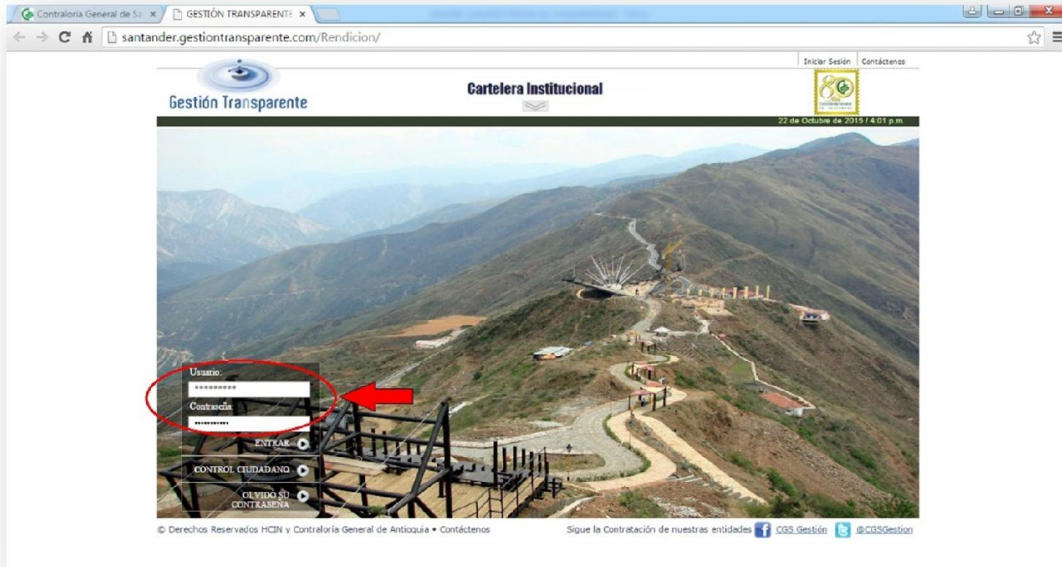 Contraloría General de Sa
GESTIÓN TRANSPARENTE
santander.gestiontransparente.com/Rendicion/
Iniciar Sesión
Contáctenos
Gestión Transparente
Cartelera Institucional
80
22 de Octubre de 2015 / 4:01 p.m.
Usuario:
*********
Contraseña:
•••••••••••
ENTRAR
CONTROL CIUDADANO
OLVIDÓ SU
CONTRASEÑA
© Derechos Reservados HCIN y Contraloría General de Antioquia • Contáctenos
Sigue la Contratación de nuestras entidades
CGS Gestión
@CGSGestion